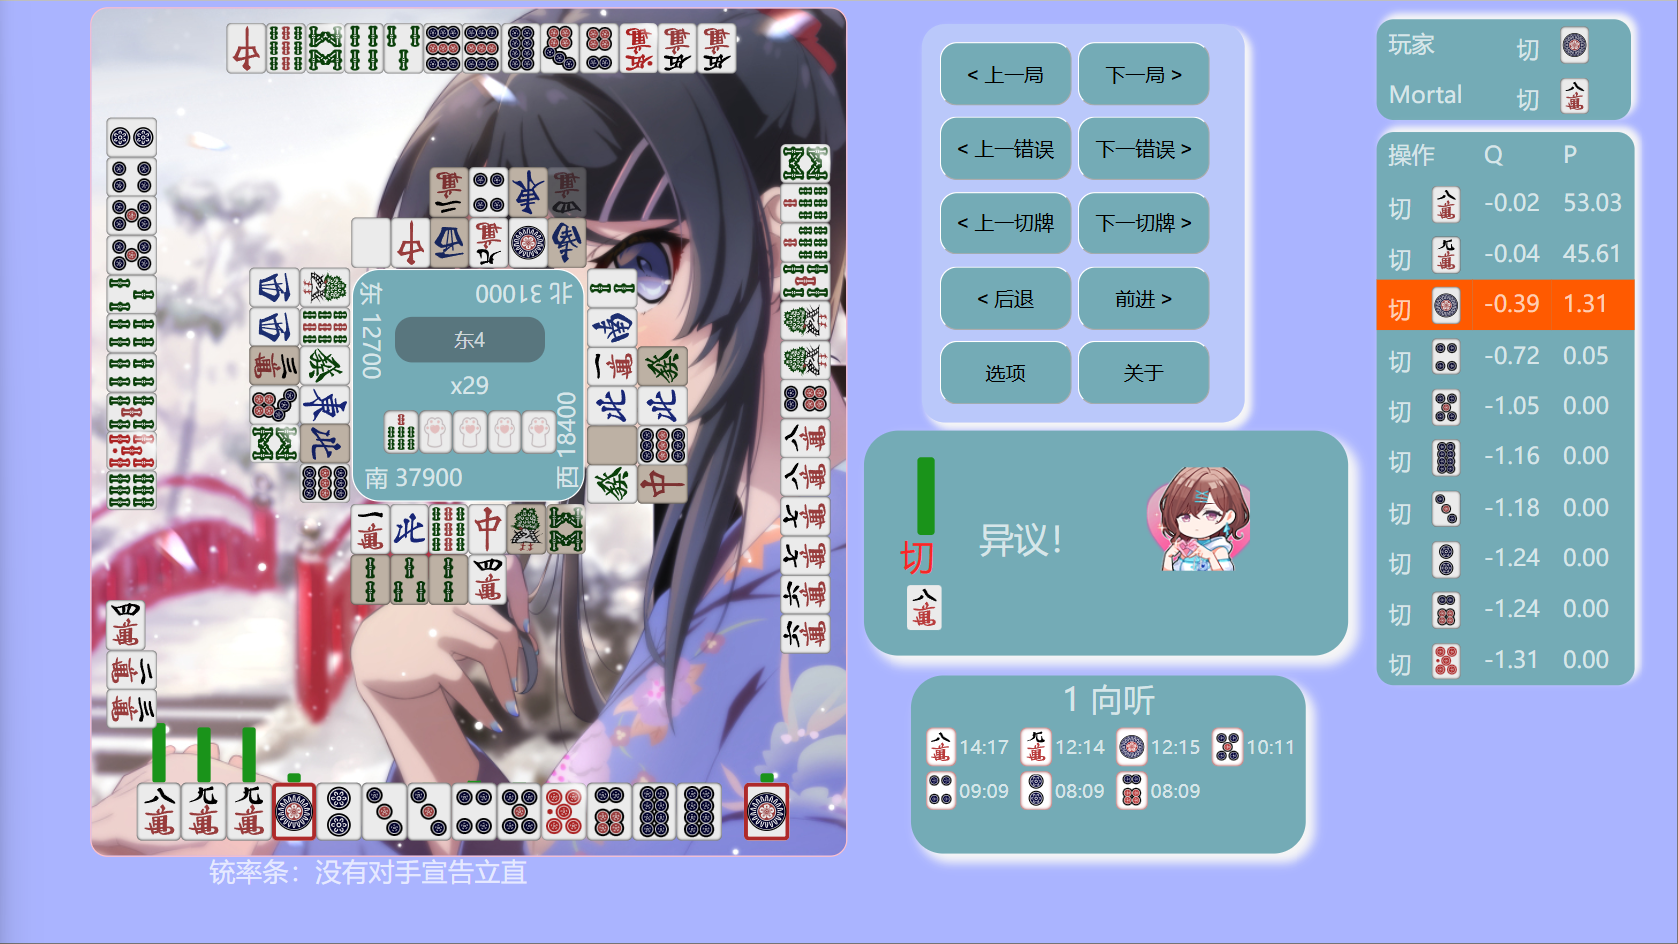 < 上一局
下一局 >
< 上一错误
下一错误 >
< 上一切牌
下一切牌 >
< 后退
前进 >
选项
关于
玩家 切
Mortal 切
操作 Q P
切 -0.02 53.03
切 -0.04 45.61
切 -0.39 1.31
切 -0.72 0.05
切 -1.05 0.00
切 -1.16 0.00
切 -1.18 0.00
切 -1.24 0.00
切 -1.24 0.00
切 -1.31 0.00
北 31000
东 12700
东4
x29
西 18400
南 37900
切
异议！
1 向听
14:17 12:14 12:15 10:11
09:09 08:09 08:09
铳率条：没有对手宣告立直